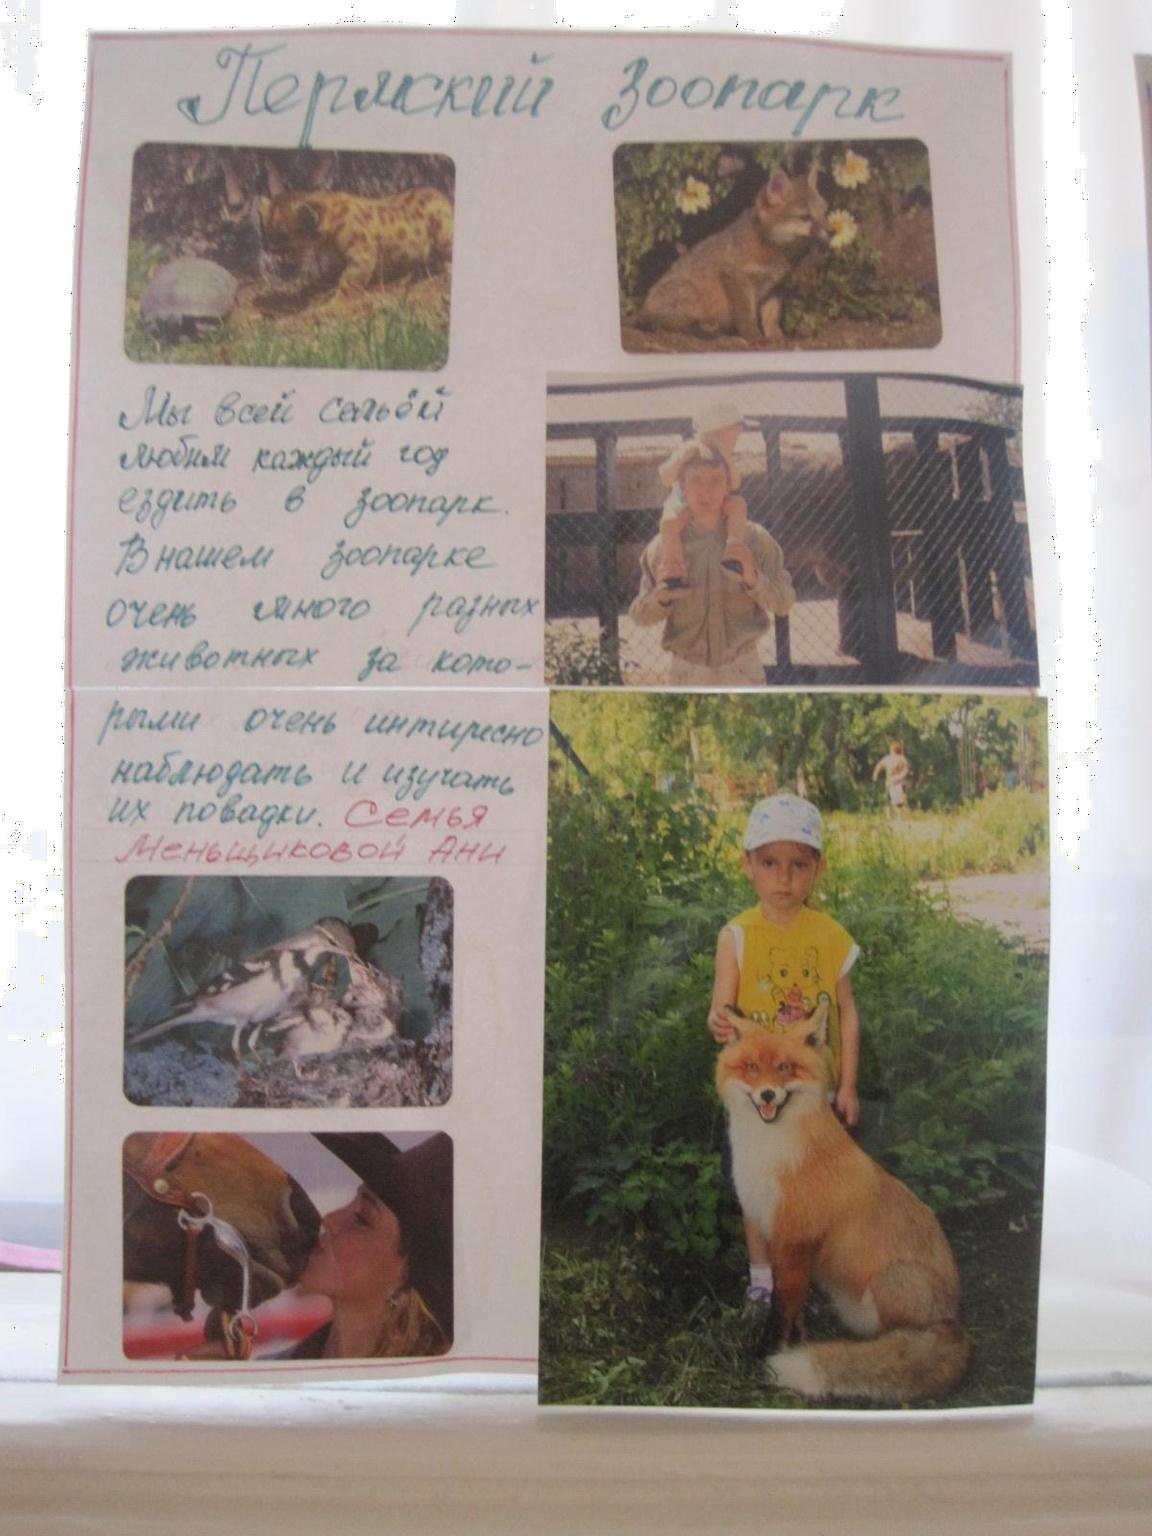 Пермский зоопарк
Мы всей семьёй
любим каждый год
ездить в зоопарк.
В нашем зоопарке
очень много разных
животных за кото-
рыми очень интиресно
наблюдать и изучать
их повадки. Семья
Меньщиковой Ани